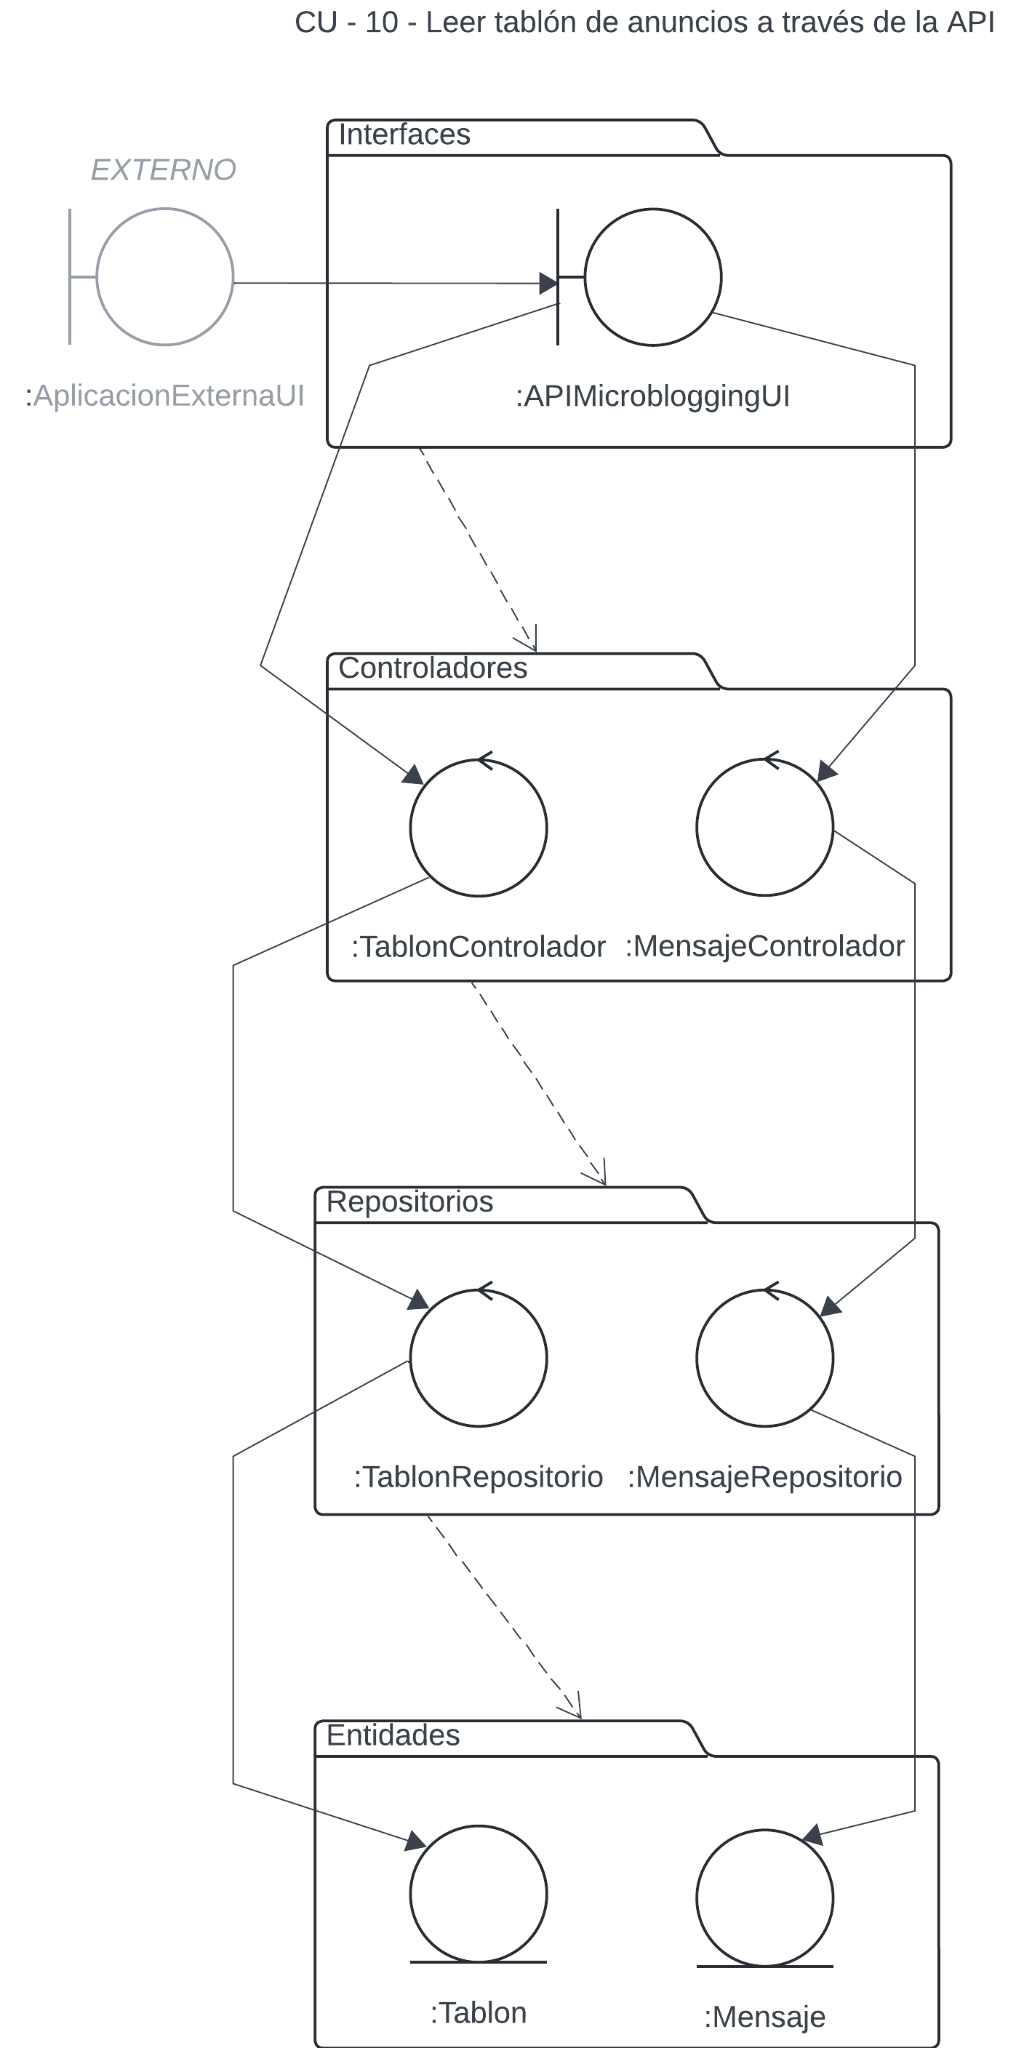 CU - 10 - Leer tablón de anuncios a través de la API
Interfaces
EXTERNO
:AplicacionExternaUI
:APIMicrobloggingUI
Controladores
:TablonControlador
:MensajeControlador
Repositorios
:TablonRepositorio
:MensajeRepositorio
Entidades
:Tablon
:Mensaje